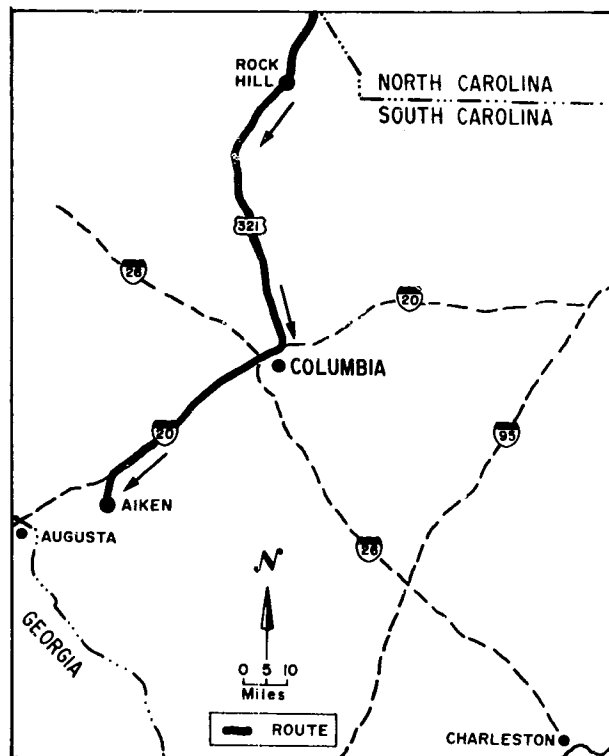 ROCK
HILL
NORTH CAROLINA
SOUTH CAROLINA
321
26
20
COLUMBIA
20
95
AIKEN
AUGUSTA
26
N
GEORGIA
0 5 10
Miles
ROUTE
CHARLESTON